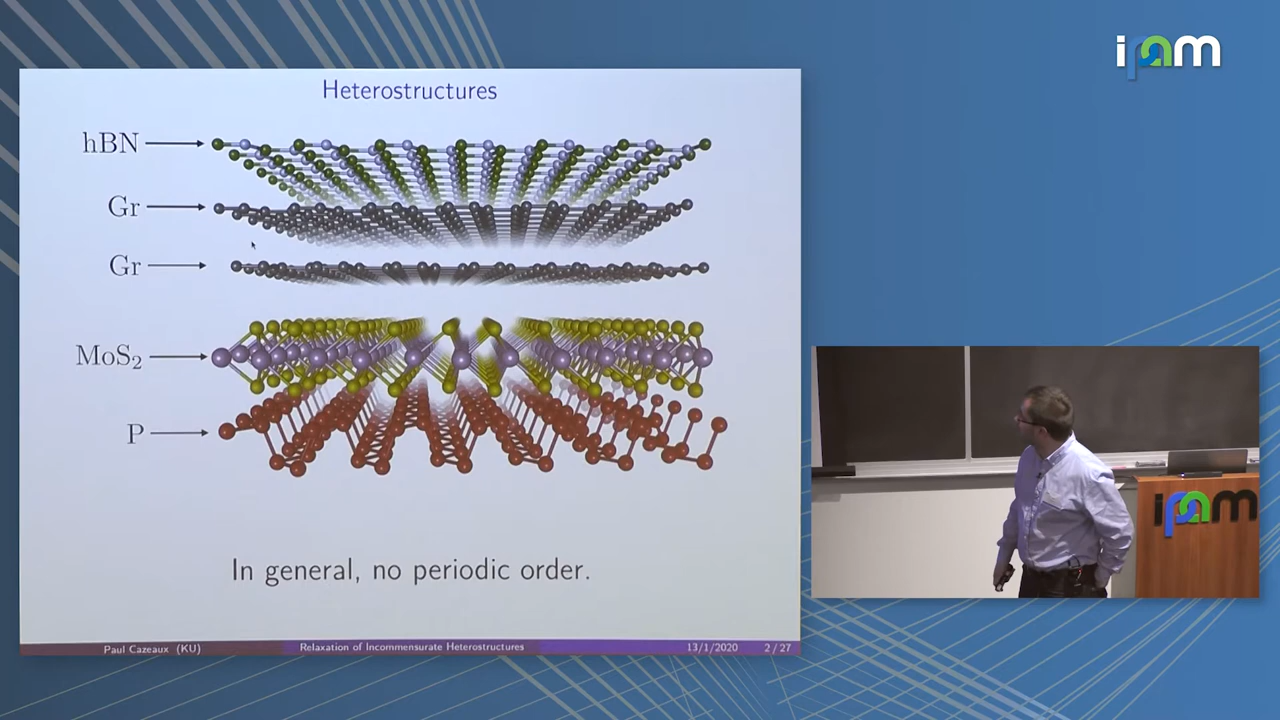 ipam
Heterostructures
hBN
Gr
Gr
MoS₂
P
In general, no periodic order.
Paul Cazeaux (KU) Relaxation of Incommensurate Heterostructures 13/1/2020 2 / 27
ipam